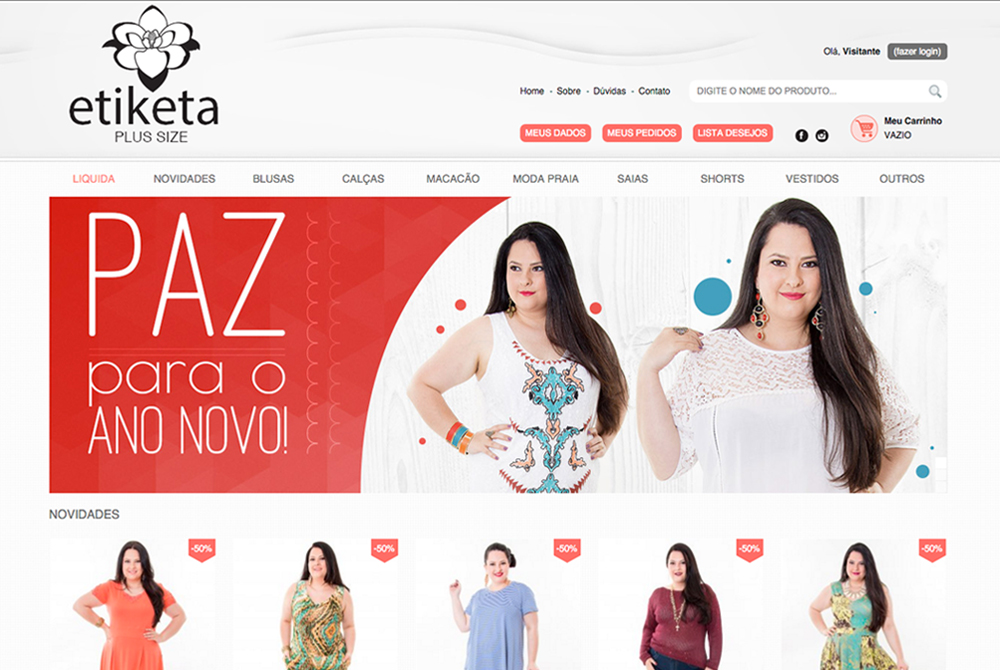 etiketa
PLUS SIZE
Olá, Visitante (fazer login)
Home - Sobre - Dúvidas - Contato
DIGITE O NOME DO PRODUTO...
MEUS DADOS MEUS PEDIDOS LISTA DESEJOS
Meu Carrinho
VAZIO
LIQUIDA NOVIDADES BLUSAS CALÇAS MACACÃO MODA PRAIA SAIAS SHORTS VESTIDOS OUTROS
PAZ
para o
ANO NOVO!
NOVIDADES
-50% -50% -50% -50% -50%